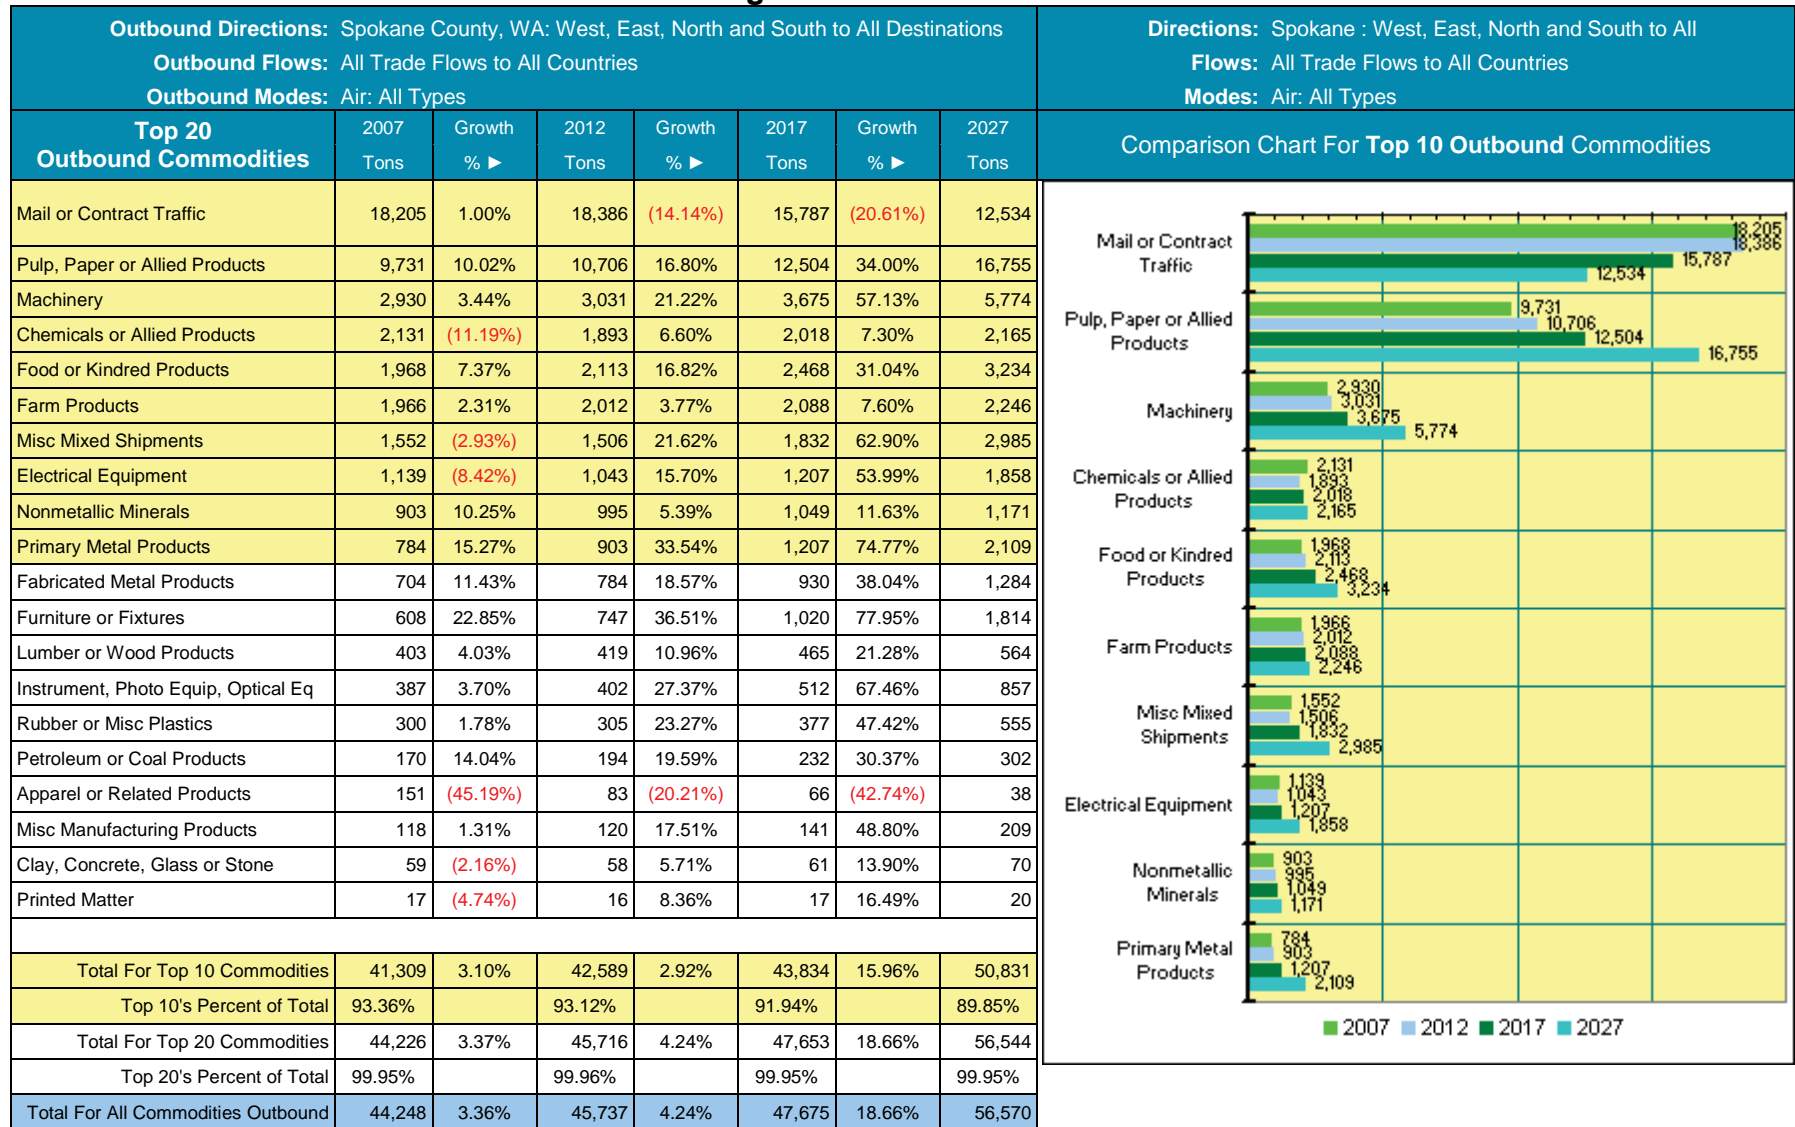 Outbound Directions: Spokane County, WA: West, East, North and South to All Destinations
Outbound Flows: All Trade Flows to All Countries
Outbound Modes: Air: All Types
Directions: Spokane : West, East, North and South to All
Flows: All Trade Flows to All Countries
Modes: Air: All Types
Top 20 Outbound Commodities 2007 Tons Growth % ► 2012 Tons Growth % ► 2017 Tons Growth % ► 2027 Tons
Mail or Contract Traffic 18,205 1.00% 18,386 (14.14%) 15,787 (20.61%) 12,534
Pulp, Paper or Allied Products 9,731 10.02% 10,706 16.80% 12,504 34.00% 16,755
Machinery 2,930 3.44% 3,031 21.22% 3,675 57.13% 5,774
Chemicals or Allied Products 2,131 (11.19%) 1,893 6.60% 2,018 7.30% 2,165
Food or Kindred Products 1,968 7.37% 2,113 16.82% 2,468 31.04% 3,234
Farm Products 1,966 2.31% 2,012 3.77% 2,088 7.60% 2,246
Misc Mixed Shipments 1,552 (2.93%) 1,506 21.62% 1,832 62.90% 2,985
Electrical Equipment 1,139 (8.42%) 1,043 15.70% 1,207 53.99% 1,858
Nonmetallic Minerals 903 10.25% 995 5.39% 1,049 11.63% 1,171
Primary Metal Products 784 15.27% 903 33.54% 1,207 74.77% 2,109
Fabricated Metal Products 704 11.43% 784 18.57% 930 38.04% 1,284
Furniture or Fixtures 608 22.85% 747 36.51% 1,020 77.95% 1,814
Lumber or Wood Products 403 4.03% 419 10.96% 465 21.28% 564
Instrument, Photo Equip, Optical Eq 387 3.70% 402 27.37% 512 67.46% 857
Rubber or Misc Plastics 300 1.78% 305 23.27% 377 47.42% 555
Petroleum or Coal Products 170 14.04% 194 19.59% 232 30.37% 302
Apparel or Related Products 151 (45.19%) 83 (20.21%) 66 (42.74%) 38
Misc Manufacturing Products 118 1.31% 120 17.51% 141 48.80% 209
Clay, Concrete, Glass or Stone 59 (2.16%) 58 5.71% 61 13.90% 70
Printed Matter 17 (4.74%) 16 8.36% 17 16.49% 20
Total For Top 10 Commodities 41,309 3.10% 42,589 2.92% 43,834 15.96% 50,831
Top 10's Percent of Total 93.36% 93.12% 91.94% 89.85%
Total For Top 20 Commodities 44,226 3.37% 45,716 4.24% 47,653 18.66% 56,544
Top 20's Percent of Total 99.95% 99.96% 99.95% 99.95%
Total For All Commodities Outbound 44,248 3.36% 45,737 4.24% 47,675 18.66% 56,570
Comparison Chart For Top 10 Outbound Commodities
Mail or Contract
Traffic
18,205
18,386
15,787
12,534
Pulp, Paper or Allied
Products
9,731
10,706
12,504
16,755
Machinery
2,930
3,031
3,675
5,774
Chemicals or Allied
Products
2,131
1,893
2,018
2,165
Food or Kindred
Products
1,968
2,113
2,468
3,234
Farm Products
1,966
2,012
2,088
2,246
Misc Mixed
Shipments
1,552
1,506
1,832
2,985
Electrical Equipment
1,139
1,043
1,207
1,858
Nonmetallic
Minerals
903
995
1,049
1,171
Primary Metal
Products
784
903
1,207
2,109
2007 2012 2017 2027